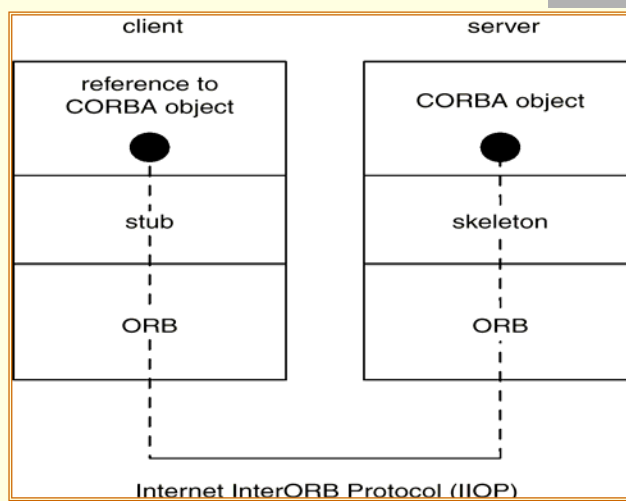 client
server
reference to
CORBA object
CORBA object
stub
skeleton
ORB
ORB
Internet InterORB Protocol (IIOP)